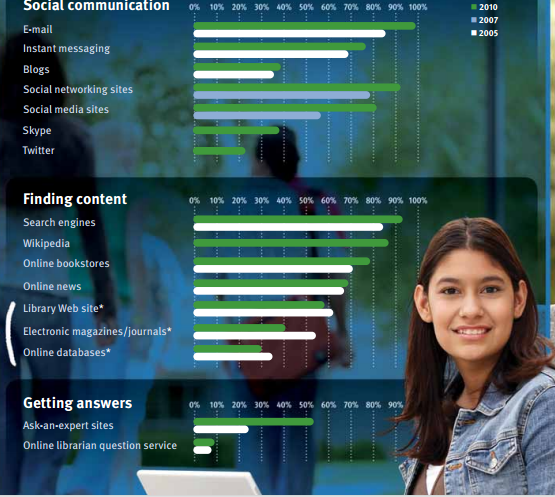 Social communication
0% 10% 20% 30% 40% 50% 60% 70% 80% 90% 100%
2010
2007
2005
E-mail
Instant messaging
Blogs
Social networking sites
Social media sites
Skype
Twitter
Finding content
0% 10% 20% 30% 40% 50% 60% 70% 80% 90% 100%
Search engines
Wikipedia
Online bookstores
Online news
Library Web site*
Electronic magazines/journals*
Online databases*
Getting answers
0% 10% 20% 30% 40% 50% 60% 70% 80% 90%
Ask-an-expert sites
Online librarian question service